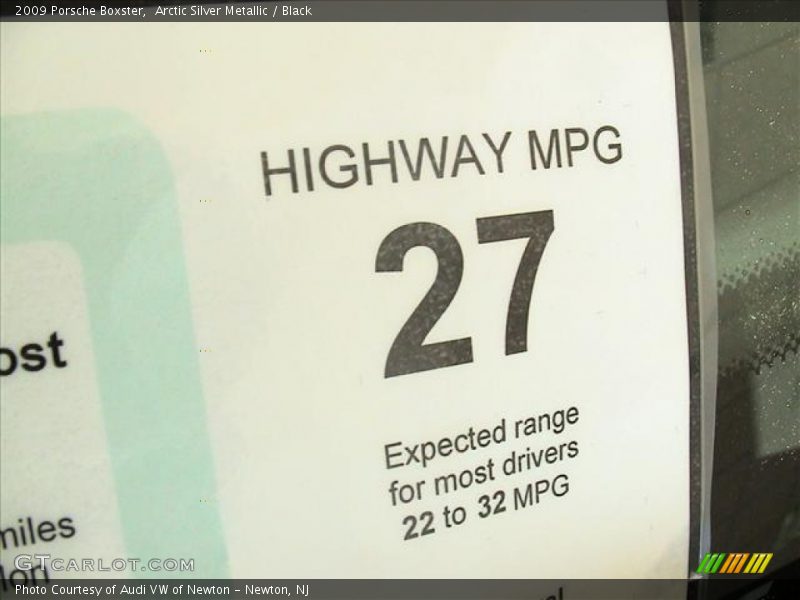 2009 Porsche Boxster,  Arctic Silver Metallic / Black
HIGHWAY MPG
27
Expected range
for most drivers
22 to 32 MPG
ost
miles
lon
GTCARLOT.COM
Photo Courtesy of Audi VW of Newton – Newton, NJ